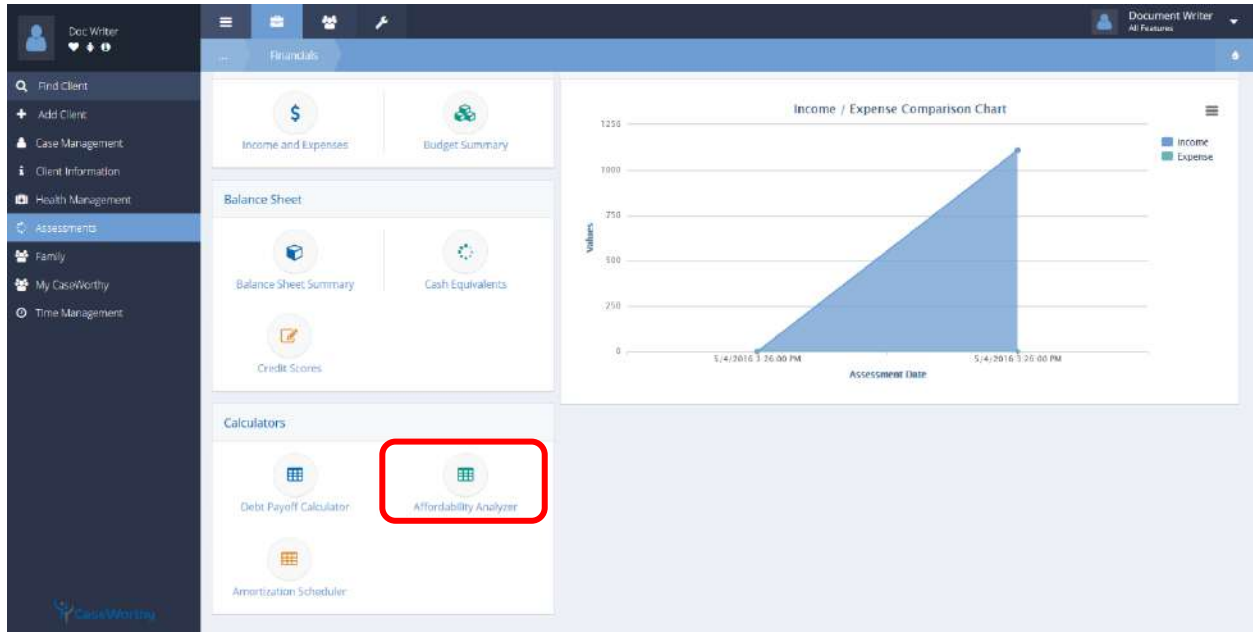 Doc Writer
Document Writer
All Features
...
Financials
Find Client
Add Client
Case Management
Client Information
Health Management
Assessments
Family
My CaseWorthy
Time Management
CaseWorthy
Income and Expenses
Budget Summary
Balance Sheet
Balance Sheet Summary
Cash Equivalents
Credit Scores
Calculators
Debt Payoff Calculator
Affordability Analyzer
Amortization Scheduler
Income / Expense Comparison Chart
Income
Expense
Values
1250
1000
750
500
250
0
5/4/2016 3:26:00 PM
5/4/2016 3:26:00 PM
Assessment Date